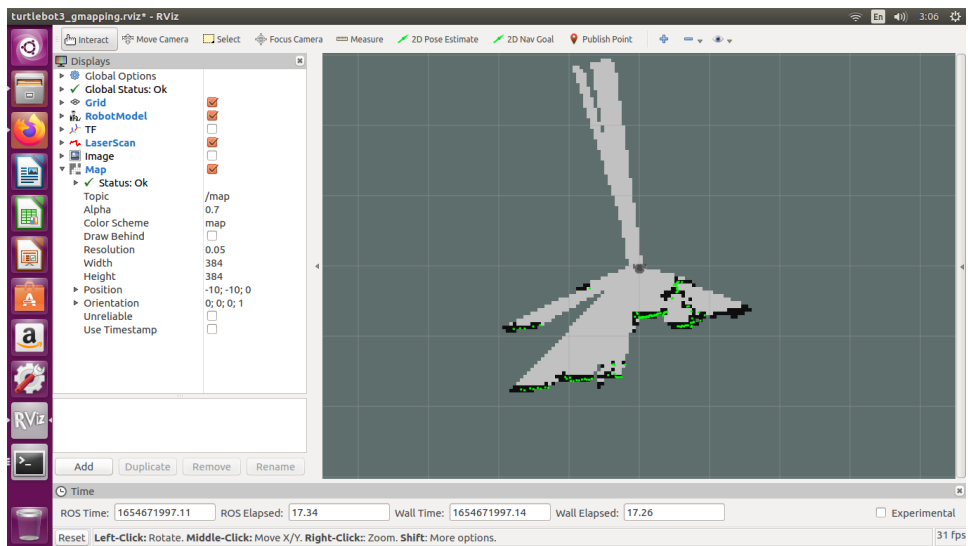 turtlebot3_gmapping.rviz* - RViz
En
3:06
Interact
Move Camera
Select
Focus Camera
Measure
2D Pose Estimate
2D Nav Goal
Publish Point
Displays
Global Options
Global Status: Ok
Grid
RobotModel
TF
LaserScan
Image
Map
Status: Ok
Topic /map
Alpha 0.7
Color Scheme map
Draw Behind
Resolution 0.05
Width 384
Height 384
Position -10; -10; 0
Orientation 0; 0; 0; 1
Unreliable
Use Timestamp
a
RViz
>_
Add
Duplicate
Remove
Rename
Time
ROS Time: 1654671997.11 ROS Elapsed: 17.34 Wall Time: 1654671997.14 Wall Elapsed: 17.26 Experimental
Reset Left-Click: Rotate. Middle-Click: Move X/Y. Right-Click:: Zoom. Shift: More options. 31 fps